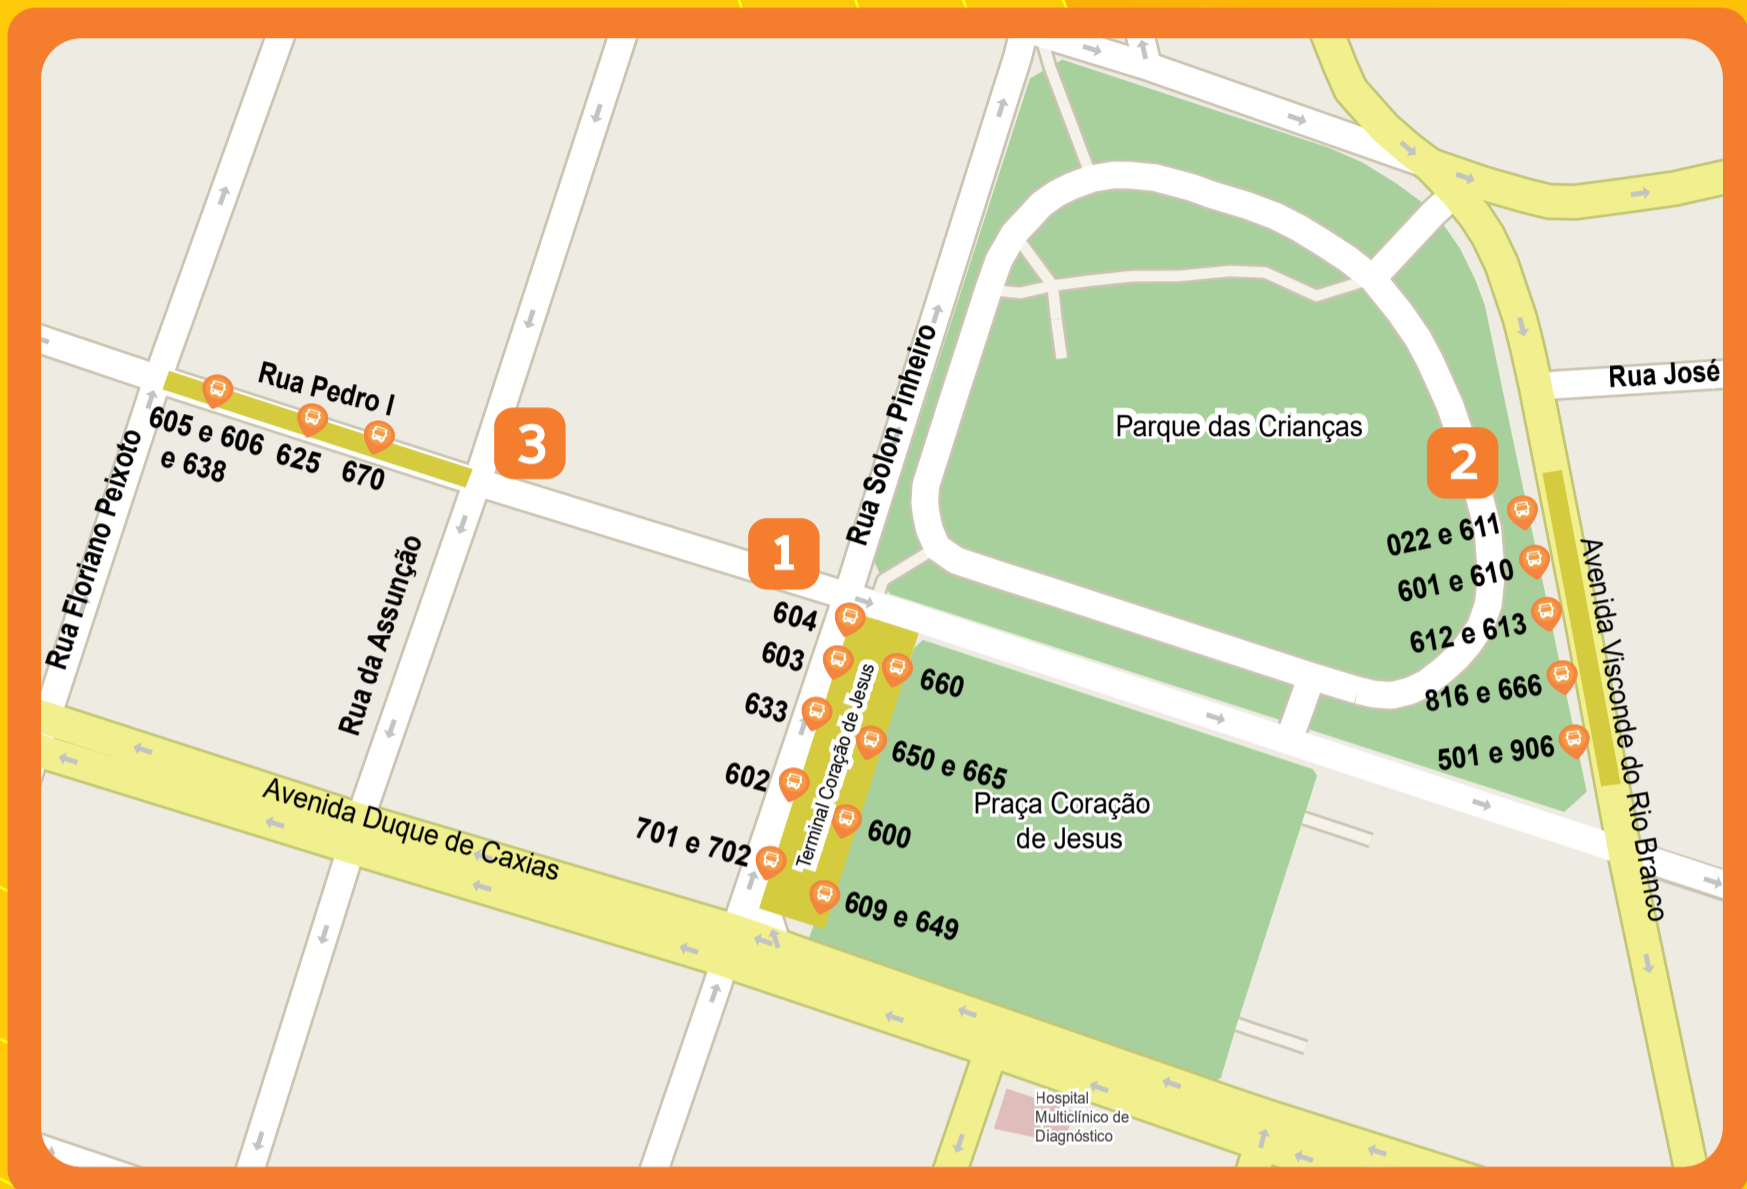 Rua Pedro I
605 e 606
e 638
625
670
3
Rua Floriano Peixoto
Rua da Assunção
Rua Solon Pinheiro
1
604
603
633
602
701 e 702
Terminal Coração de Jesus
660
650 e 665
600
609 e 649
Praça Coração
de Jesus
Parque das Crianças
Rua José
2
022 e 611
601 e 610
612 e 613
816 e 666
501 e 906
Avenida Visconde do Rio Branco
Avenida Duque de Caxias
Hospital
Multiclínico de
Diagnóstico